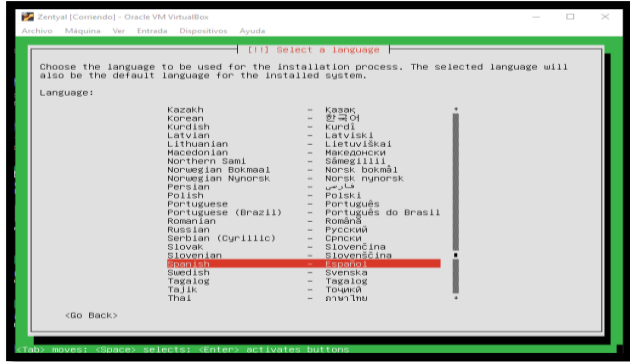 Zentyal [Corriendo] - Oracle VM VirtualBox
Archivo Máquina Ver Entrada Dispositivos Ayuda
[!!] Select a language
Choose the language to be used for the installation process. The selected language will
also be the default language for the installed system.
Language:
Kazakh - Қазақ
Korean - 한국어
Kurdish - Kurdî
Latvian - Latviski
Lithuanian - Lietuviškai
Macedonian - Македонски
Northern Sami - Sámegillii
Norwegian Bokmaal - Norsk bokmål
Norwegian Nynorsk - Norsk nynorsk
Persian - فارسی
Polish - Polski
Portuguese - Português
Portuguese (Brazil) - Português do Brasil
Romanian - Română
Russian - Русский
Serbian (Cyrillic) - Српски
Slovak - Slovenčina
Slovenian - Slovenščina
Spanish - Español
Swedish - Svenska
Tagalog - Tagalog
Tajik - Тоҷикӣ
Thai - ภาษาไทย
<Go Back>
<Tab> moves; <Space> selects; <Enter> activates buttons